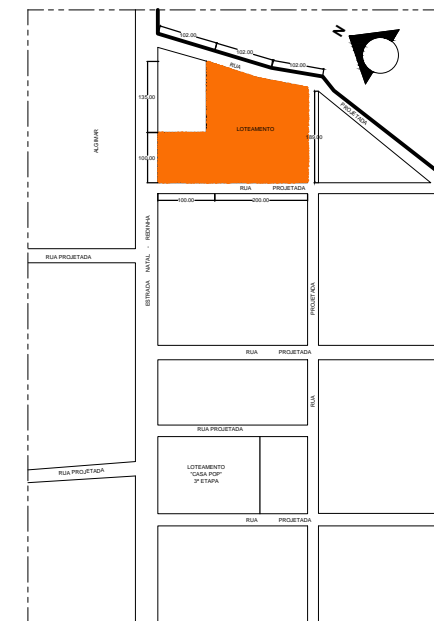 N
102.00
102.00
102.00
RUA
135.00
100.00
LOTEAMENTO
PROJETADA
ALGIMAR
RUA PROJETADA
100.00
200.00
ESTRADA NATAL - REDINHA
RUA PROJETADA
PROJETADA
RUA
RUA PROJETADA
RUA PROJETADA
RUA PROJETADA
LOTEAMENTO
"CASA POP"
3ª ETAPA
RUA PROJETADA